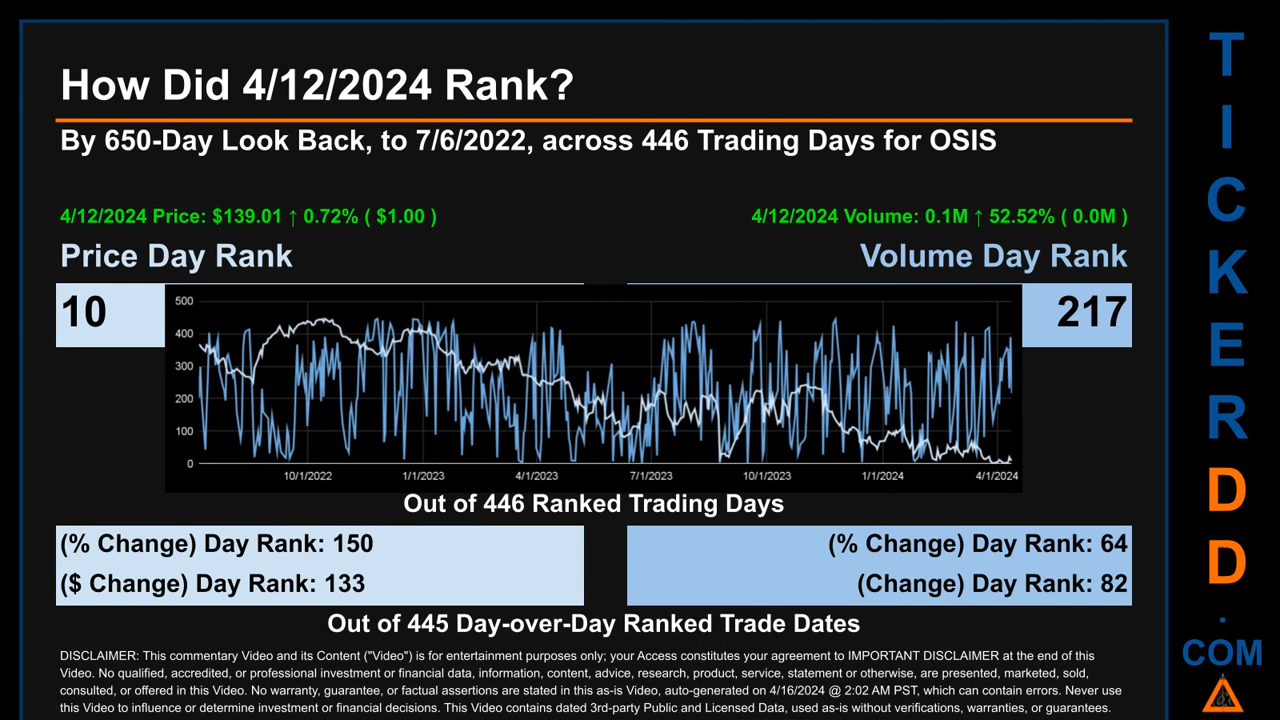 How Did 4/12/2024 Rank?
By 650-Day Look Back, to 7/6/2022, across 446 Trading Days for OSIS
4/12/2024 Price: $139.01 ↑ 0.72% ( $1.00 )
4/12/2024 Volume: 0.1M ↑ 52.52% ( 0.0M )
Price Day Rank
Volume Day Rank
10
217
500
400
300
200
100
0
10/1/2022
1/1/2023
4/1/2023
7/1/2023
10/1/2023
1/1/2024
4/1/2024
Out of 446 Ranked Trading Days
(% Change) Day Rank: 150
($ Change) Day Rank: 133
(% Change) Day Rank: 64
(Change) Day Rank: 82
Out of 445 Day-over-Day Ranked Trade Dates
DISCLAIMER: This commentary Video and its Content ("Video") is for entertainment purposes only; your Access constitutes your agreement to IMPORTANT DISCLAIMER at the end of this
Video. No qualified, accredited, or professional investment or financial data, information, content, advice, research, product, service, statement or otherwise, are presented, marketed, sold,
consulted, or offered in this Video. No warranty, guarantee, or factual assertions are stated in this as-is Video, auto-generated on 4/16/2024 @ 2:02 AM PST, which can contain errors. Never use
this Video to influence or determine investment or financial decisions. This Video contains dated 3rd-party Public and Licensed Data, used as-is without verifications, warranties, or guarantees.
T
I
C
K
E
R
D
D
.
COM